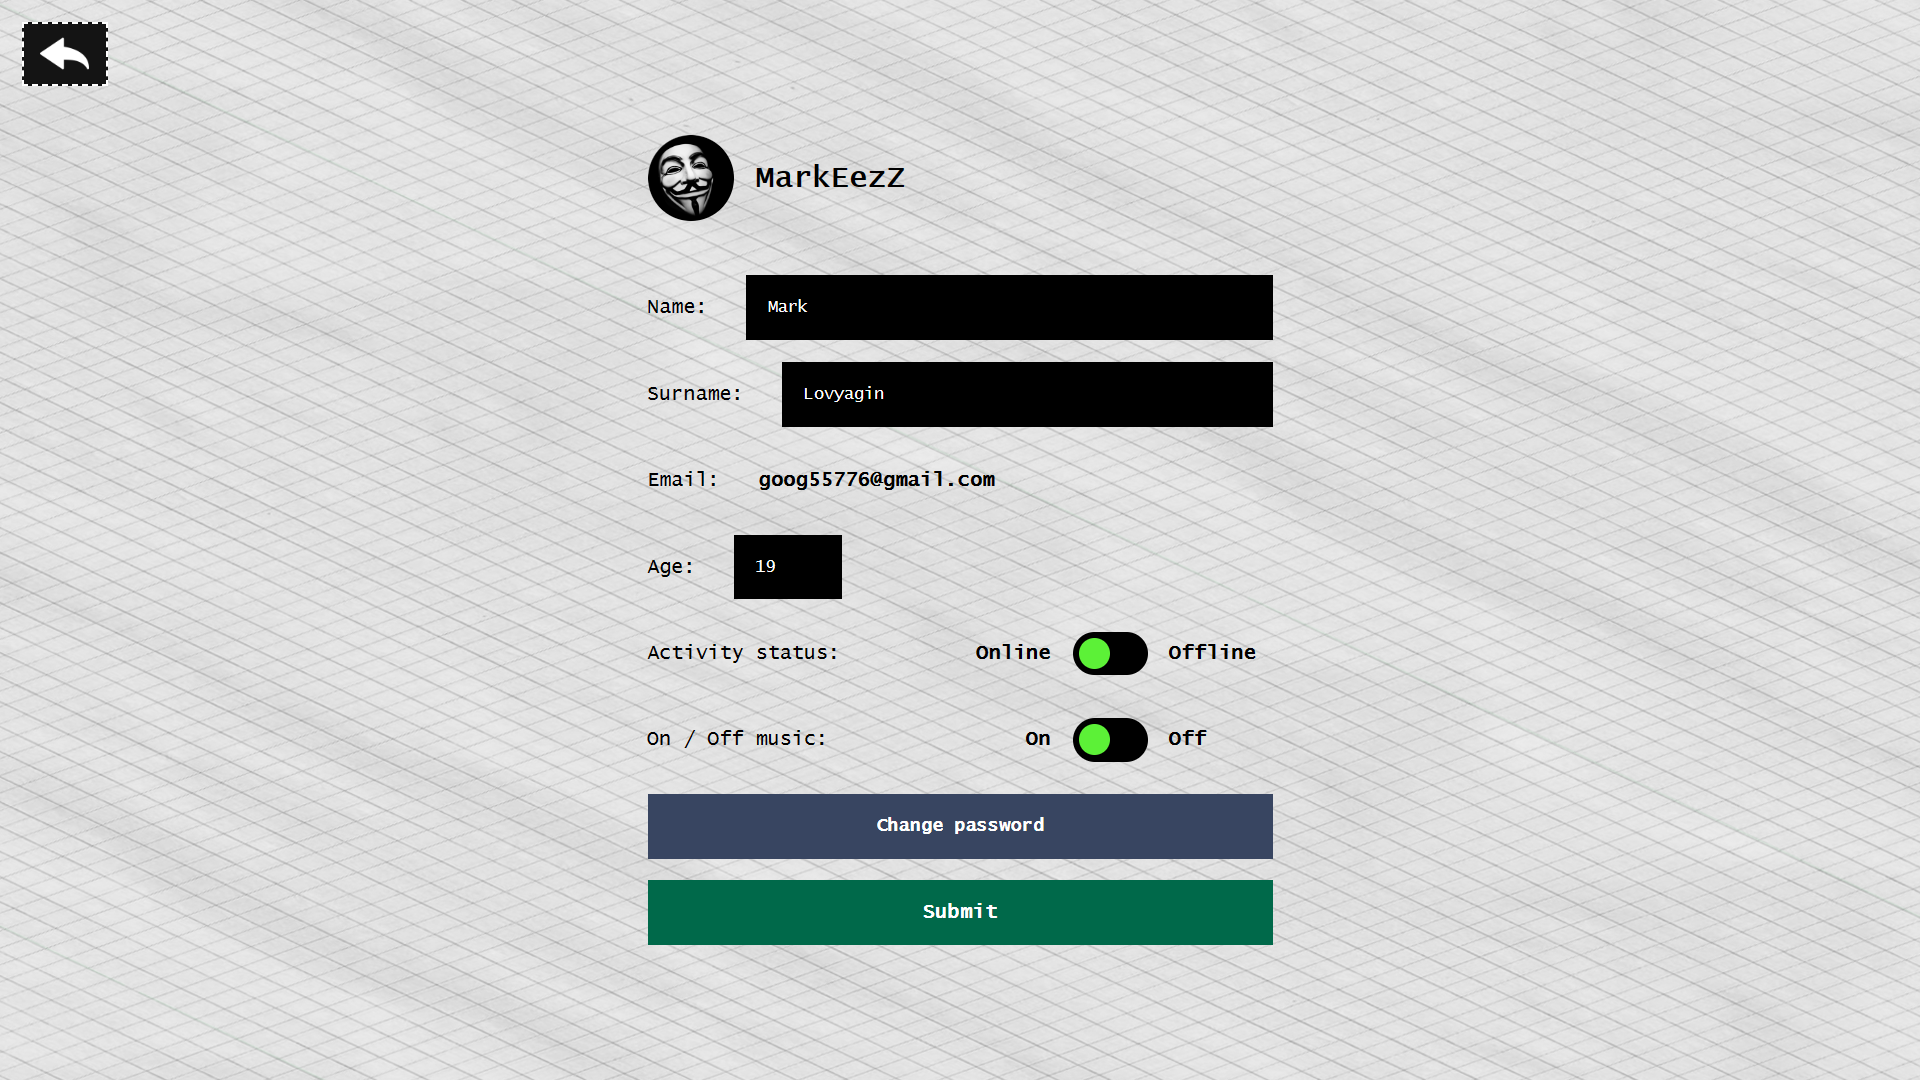 MarkEezZ
Name: Mark
Surname: Lovyagin
Email: goog55776@gmail.com
Age: 19
Activity status: Online Offline
On / Off music: On Off
Change password
Submit